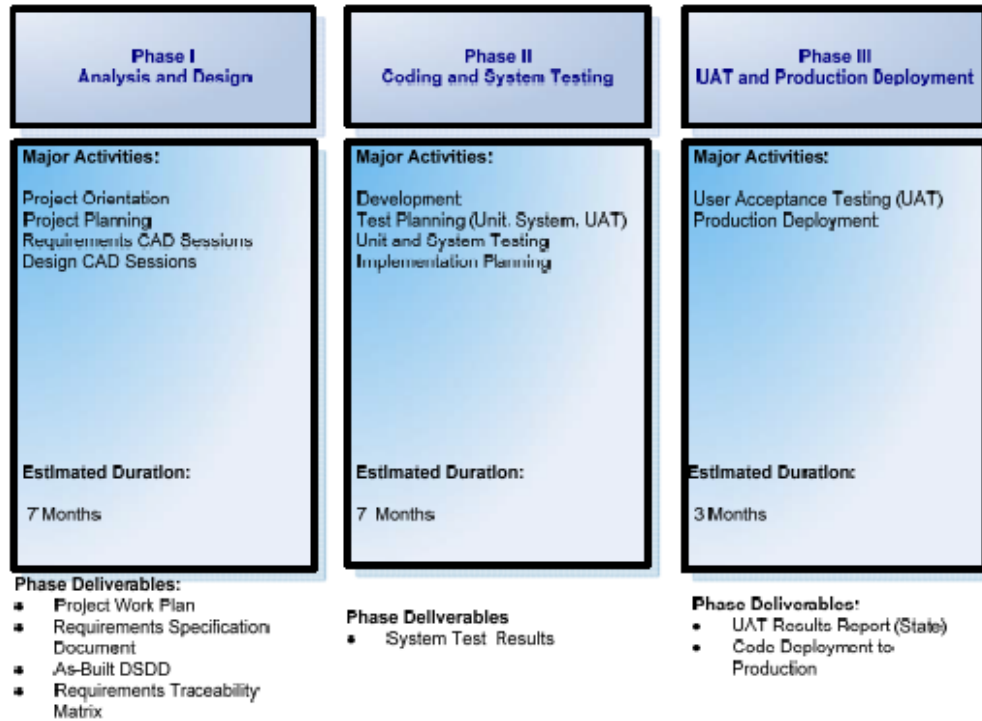 Phase I
Analysis and Design
Major Activities:
Project Orientation
Project Planning
Requirements CAD Sessions
Design CAD Sessions
Estimated Duration:
7 Months
Phase Deliverables:
• Project Work Plan
• Requirements Specification
Document
• As-Built DSDD
• Requirements Traceability
Matrix
Phase II
Coding and System Testing
Major Activities:
Development
Test Planning (Unit, System, UAT)
Unit and System Testing
Implementation Planning
Estimated Duration:
7 Months
Phase Deliverables
• System Test Results
Phase III
UAT and Production Deployment
Major Activities:
User Acceptance Testing (UAT)
Production Deployment
Estimated Duration:
3 Months
Phase Deliverables:
• UAT Results Report (State)
• Code Deployment to
Production